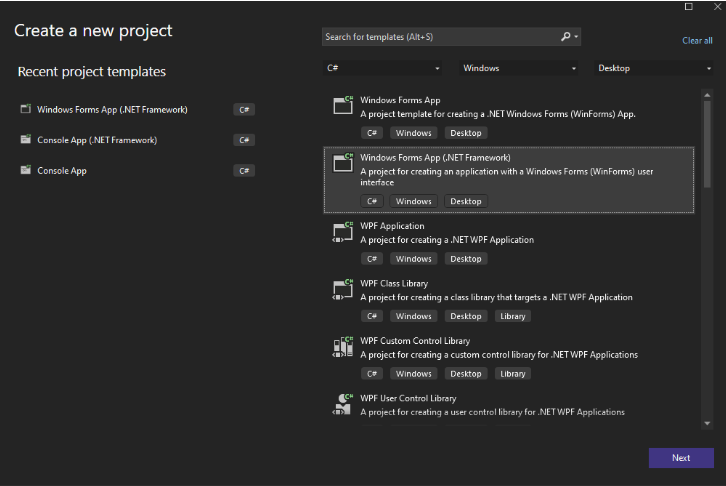 Create a new project
Search for templates (Alt+S)
Clear all
Recent project templates
C#
Windows
Desktop
Windows Forms App (.NET Framework)
C#
Console App (.NET Framework)
C#
Console App
C#
C#
Windows Forms App
A project template for creating a .NET Windows Forms (WinForms) App.
C#
Windows
Desktop
C#
Windows Forms App (.NET Framework)
A project for creating an application with a Windows Forms (WinForms) user
interface
C#
Windows
Desktop
C#
WPF Application
A project for creating a .NET WPF Application
C#
Windows
Desktop
C#
WPF Class Library
A project for creating a class library that targets a .NET WPF Application
C#
Windows
Desktop
Library
C#
WPF Custom Control Library
A project for creating a custom control library for .NET WPF Applications
C#
Windows
Desktop
Library
C#
WPF User Control Library
A project for creating a user control library for .NET WPF Applications
Next